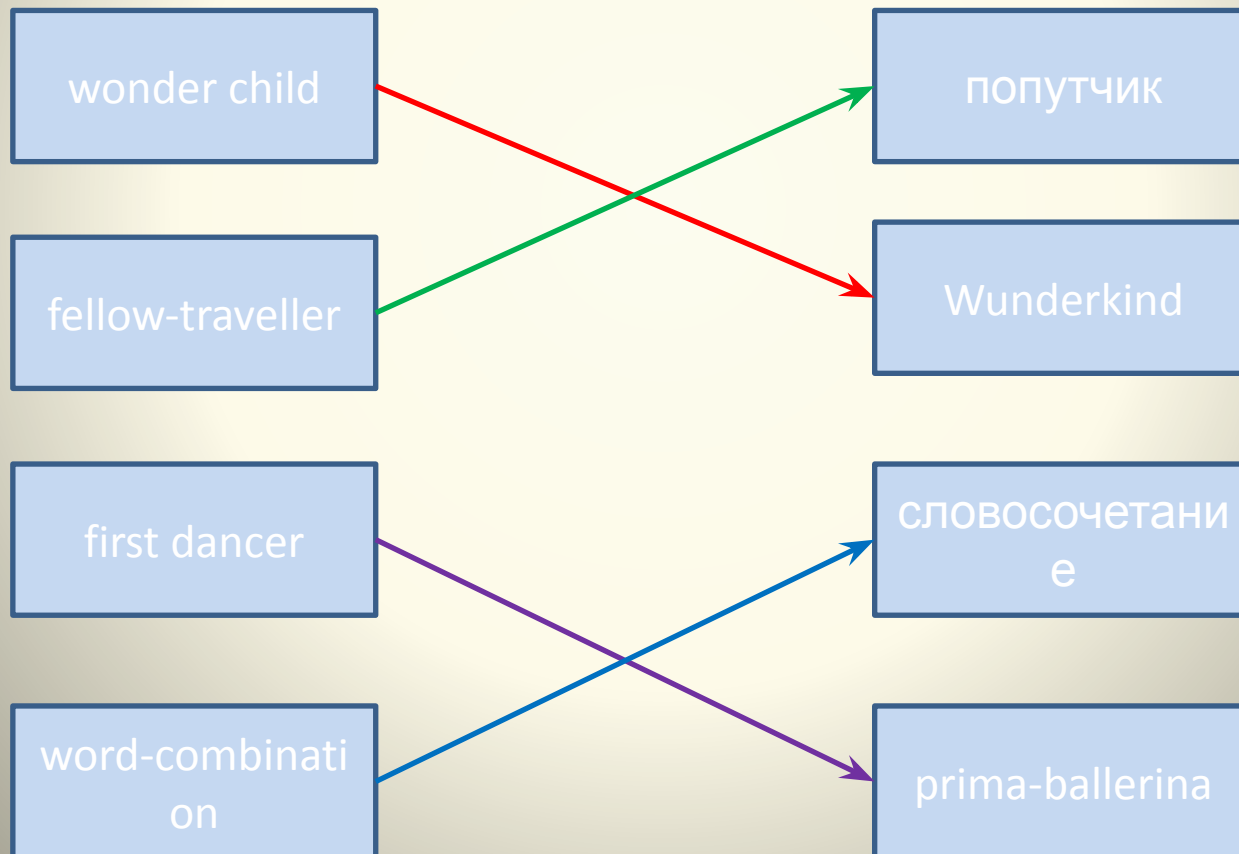 wonder child
попутчик
fellow-traveller
Wunderkind
first dancer
словосочетани
е
word-combinati
on
prima-ballerina